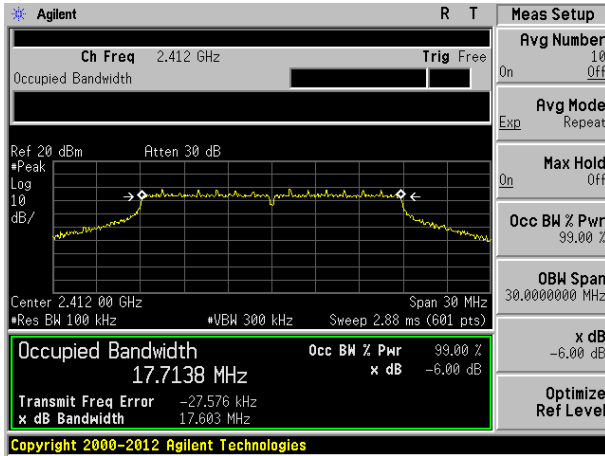 Agilent R T
Ch Freq 2.412 GHz Trig Free
Occupied Bandwidth
Ref 20 dBm Atten 30 dB
#Peak
Log
10
dB/
Center 2.412 00 GHz Span 30 MHz
#Res BW 100 kHz #VBW 300 kHz Sweep 2.88 ms (601 pts)
Occupied Bandwidth Occ BW % Pwr 99.00 %
17.7138 MHz x dB -6.00 dB
Transmit Freq Error -27.576 kHz
x dB Bandwidth 17.603 MHz
Copyright 2000-2012 Agilent Technologies
Meas Setup
Avg Number
10
On Off
Avg Mode
Exp Repeat
Max Hold
On Off
Occ BW % Pwr
99.00 %
OBW Span
30.0000000 MHz
x dB
-6.00 dB
Optimize
Ref Level